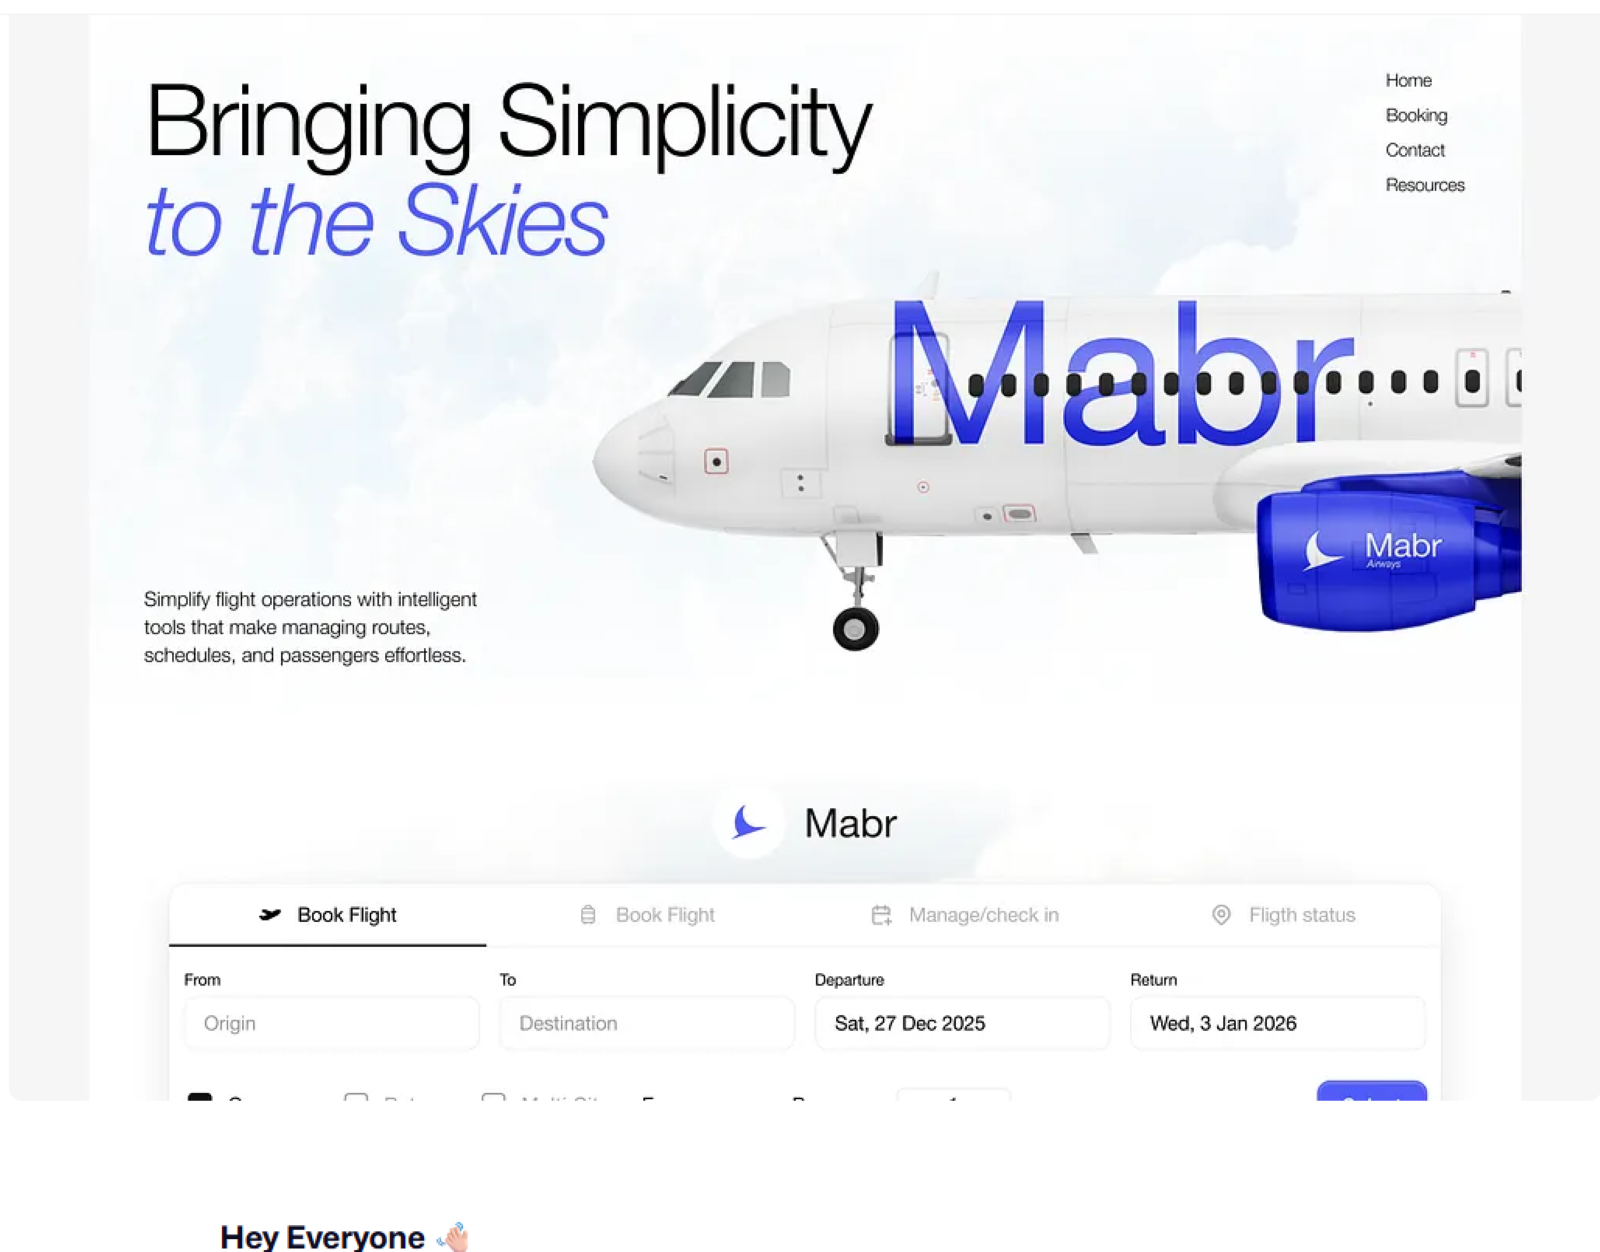 Bringing Simplicity
to the Skies
Home
Booking
Contact
Resources
Mabr
Mabr
Airways
Simplify flight operations with intelligent
tools that make managing routes,
schedules, and passengers effortless.
Mabr
Book Flight
Book Flight
Manage/check in
Fligth status
From
To
Departure
Return
Origin
Destination
Sat, 27 Dec 2025
Wed, 3 Jan 2026
Hey Everyone 👋🏻